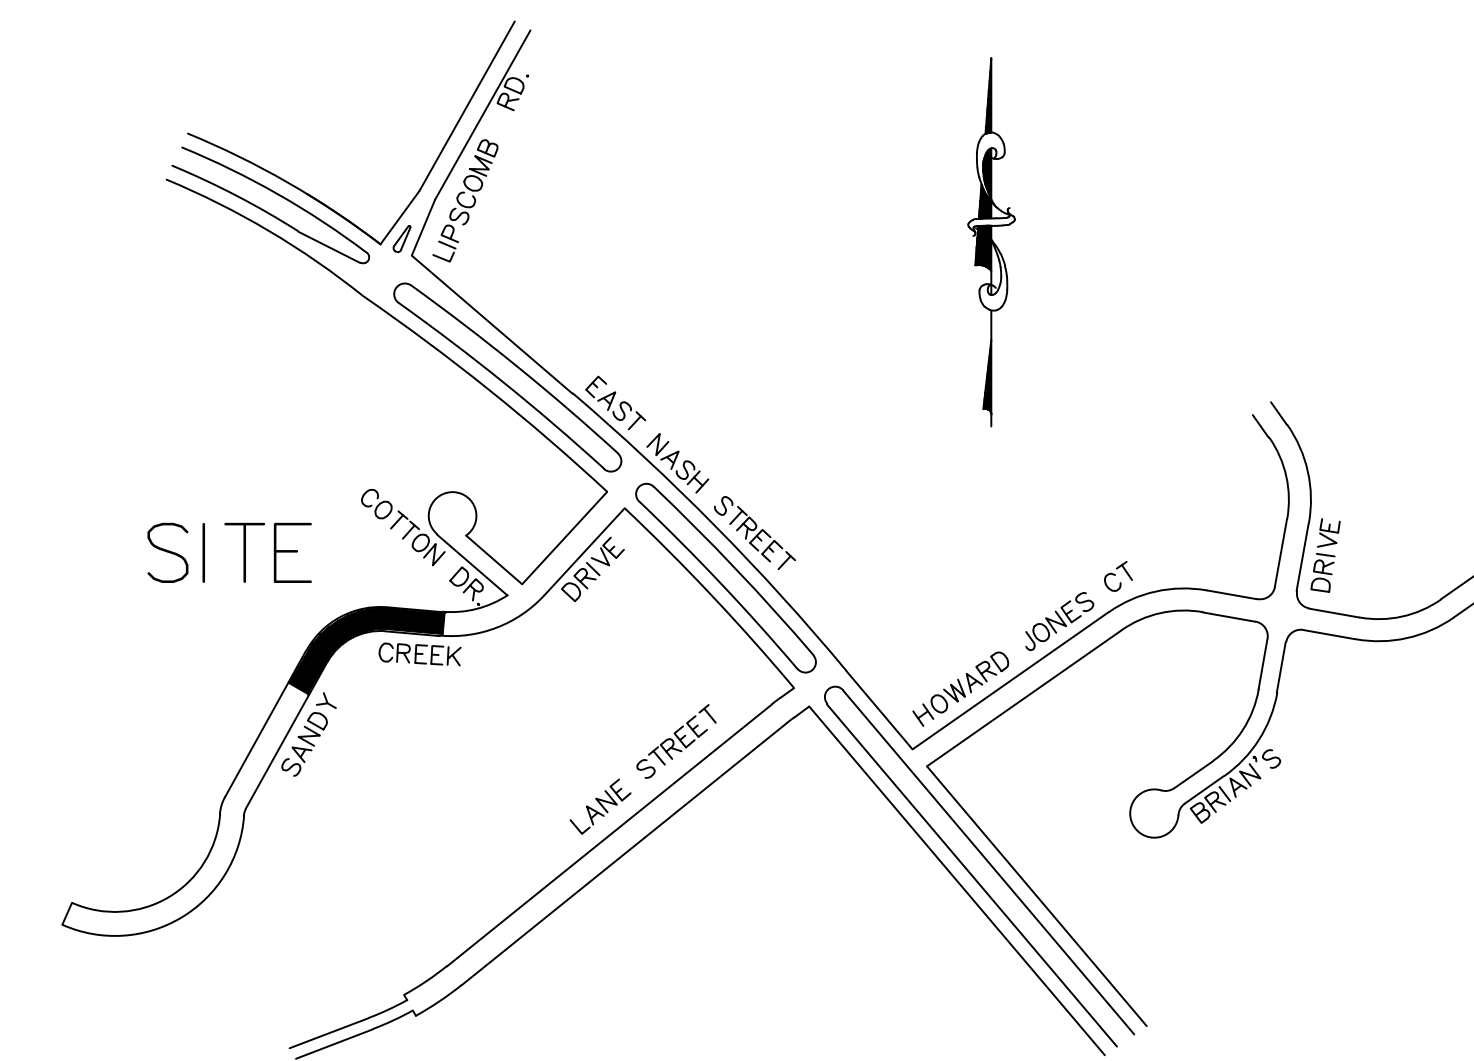 LIPSCOMB RD.
EAST NASH STREET
COTTON DR.
SITE
SANDY CREEK DRIVE
LANE STREET
HOWARD JONES CT
BRIAN'S DRIVE